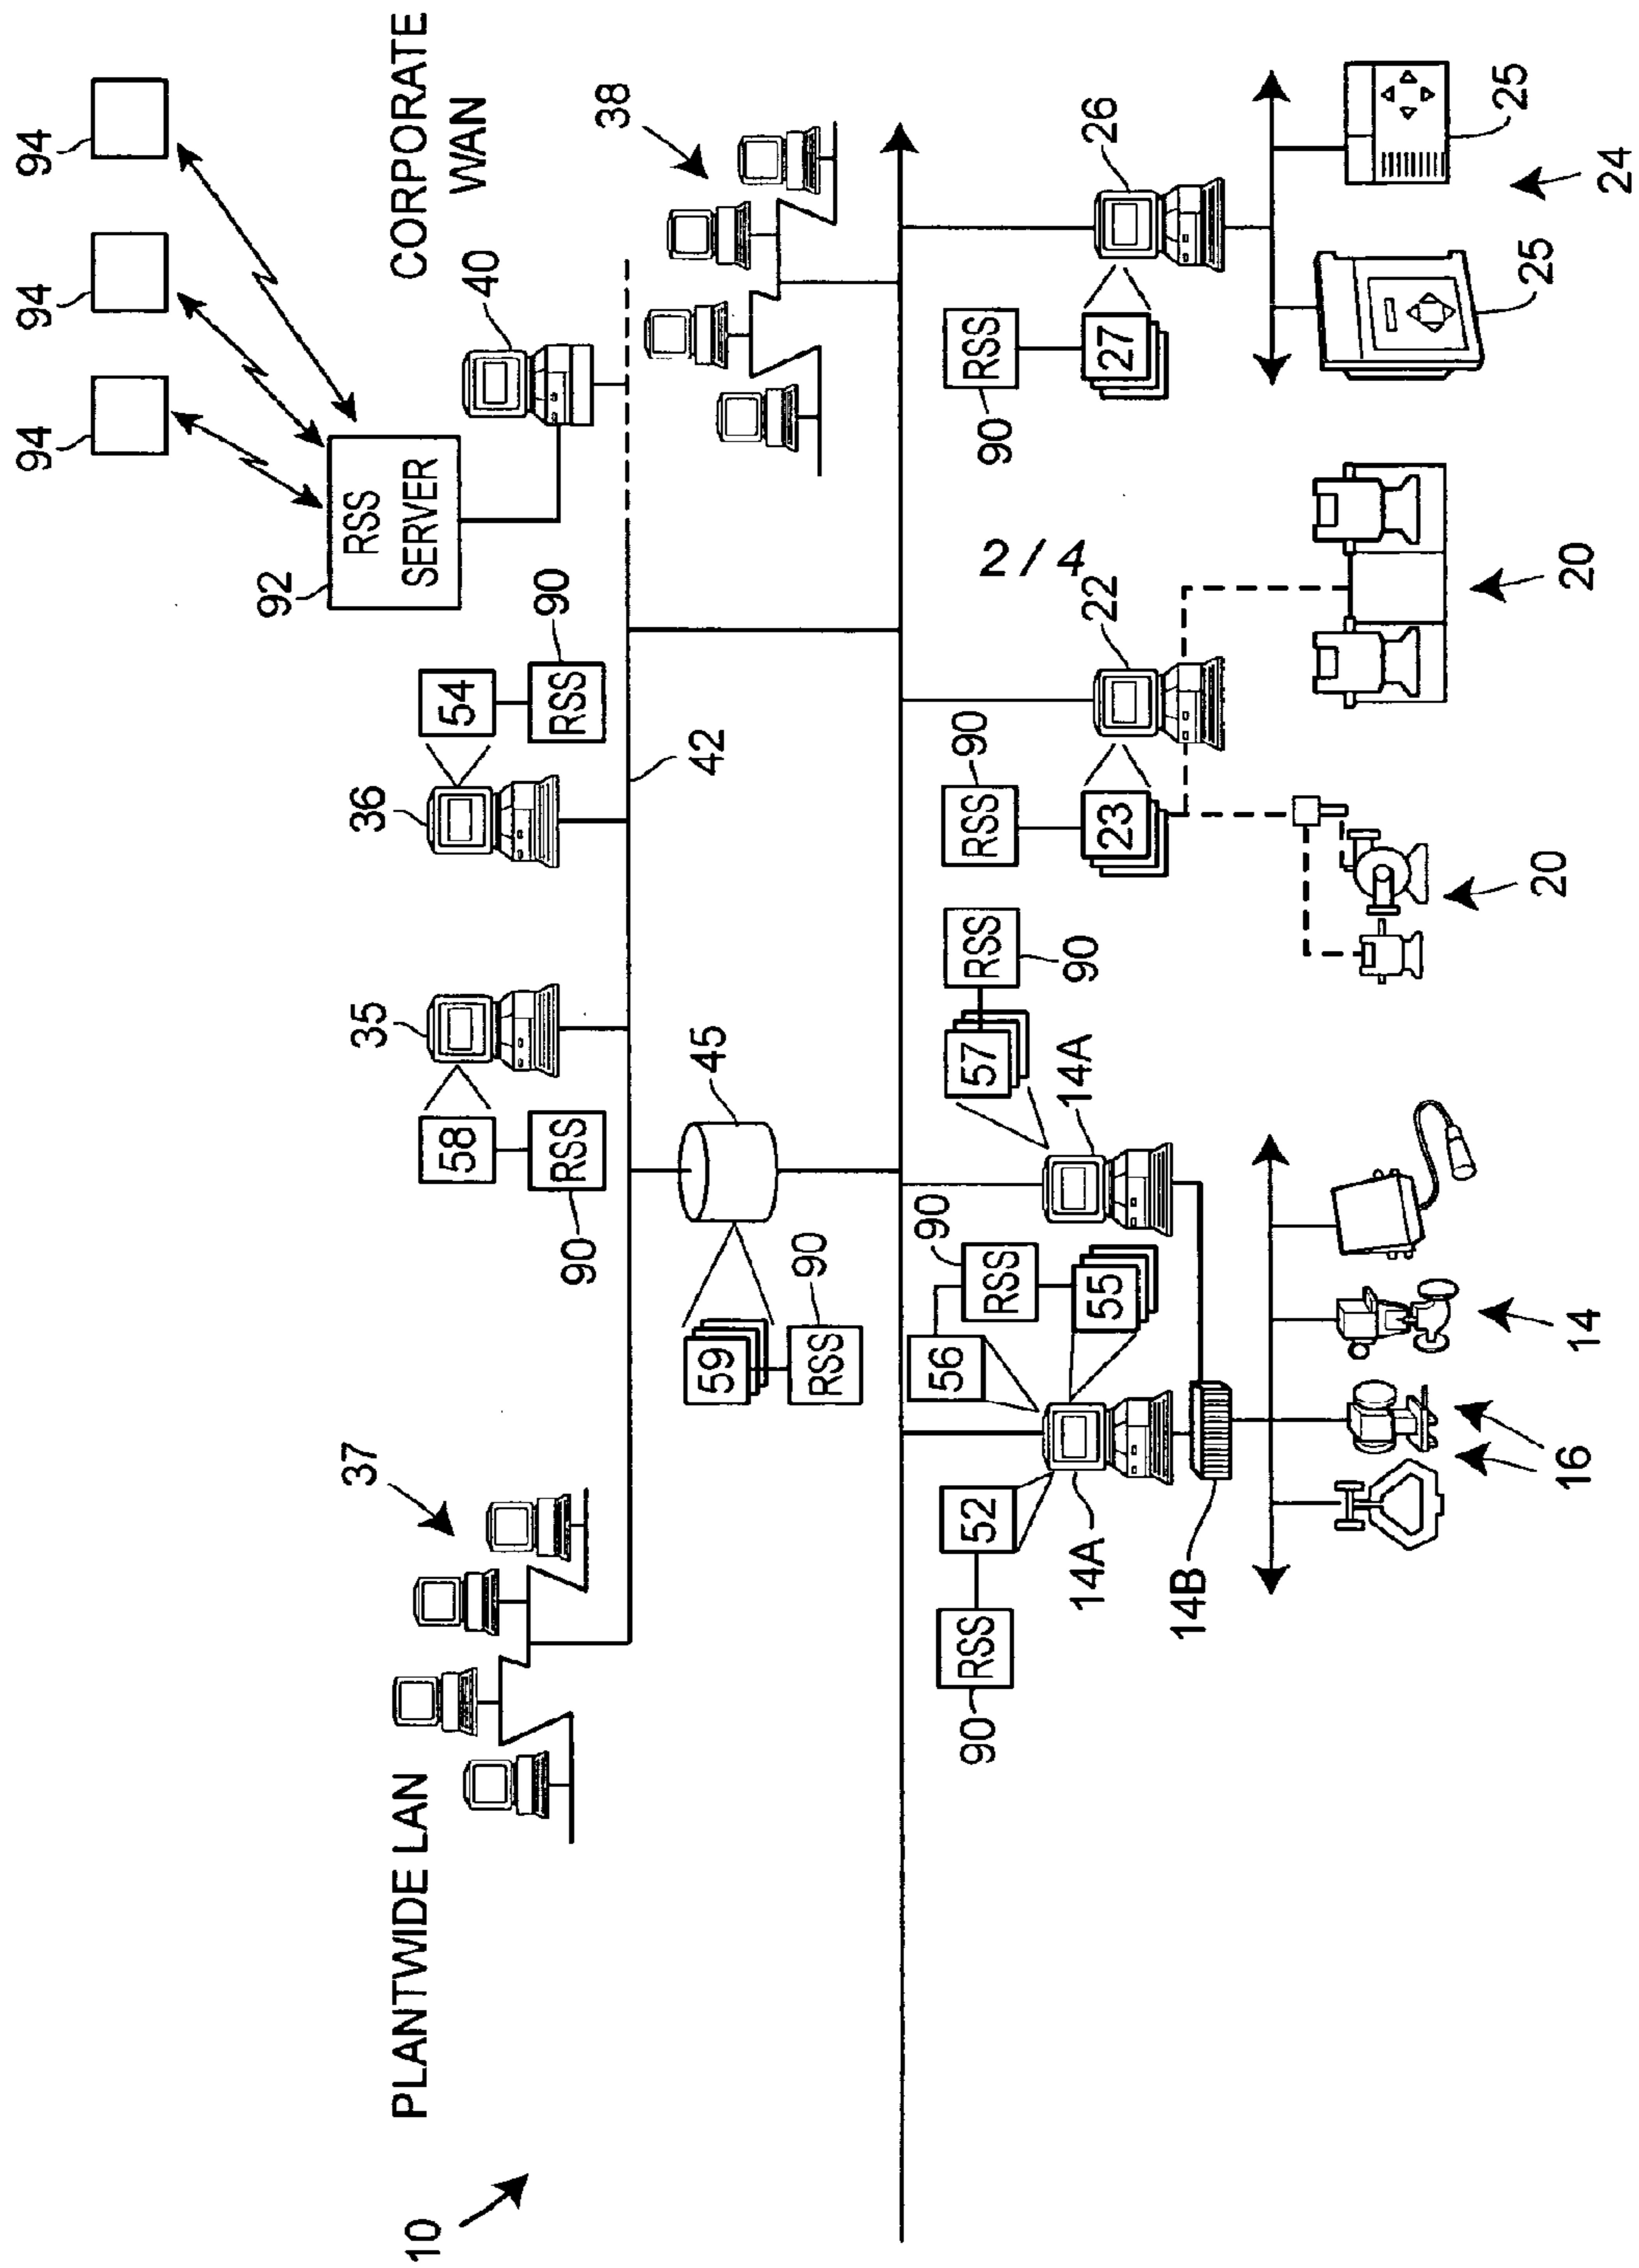 2 / 4
10
PLANTWIDE LAN
CORPORATE
WAN
94
94
94
92
RSS
SERVER
40
37
35
58
RSS
90
36
54
RSS
90
42
38
45
59
RSS
90
52
RSS
90
56
RSS
90
55
14A
14B
57
RSS
90
14A
23
RSS
90
22
27
RSS
90
26
16
14
20
20
25
25
24